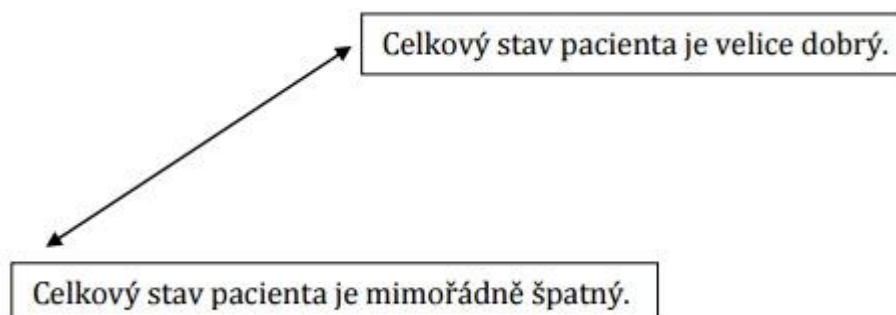 Celkový stav pacienta je velice dobrý.
Celkový stav pacienta je mimořádně špatný.